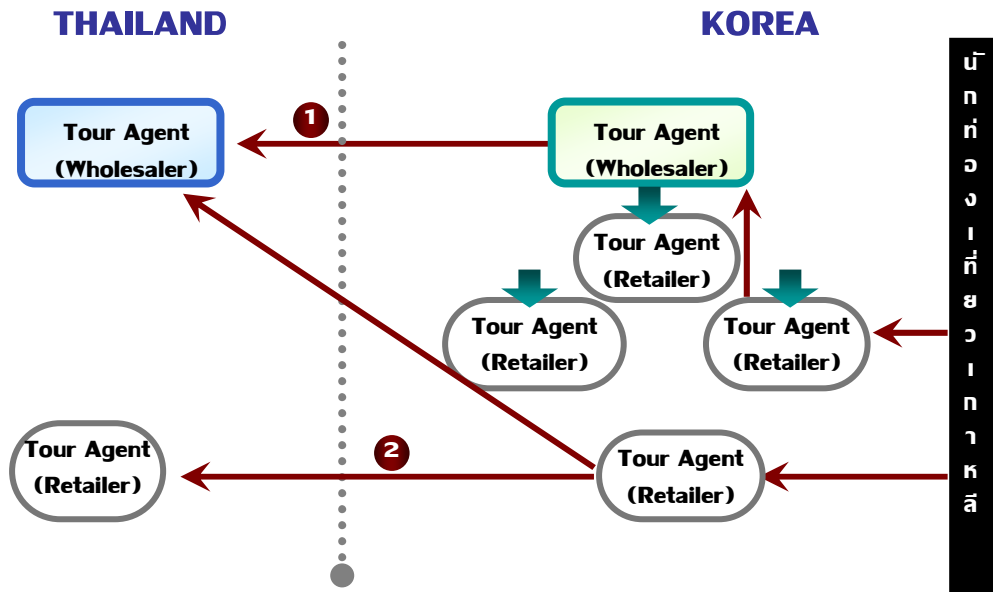 THAILAND
KOREA
1
Tour Agent
(Wholesaler)
Tour Agent
(Wholesaler)
Tour Agent
(Retailer)
Tour Agent
(Retailer)
Tour Agent
(Retailer)
2
Tour Agent
(Retailer)
Tour Agent
(Retailer)
นั
ก
ท่
อ
ง
เ
ที่
ย
ว
เ
ก
า
ห
ลี